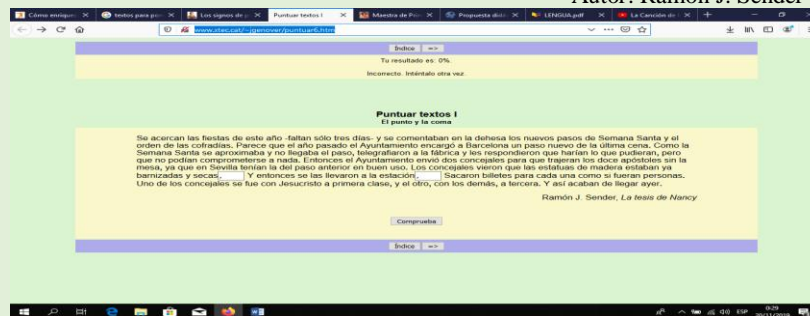 Autor: Ramón J. Sender
Cómo enriquec
textos para pun
Los signos de p
Puntuar textos I
Maestra de Prim
Propuesta didá
LENGUA.pdf
La Canción de
www.xtec.cat/~jgenover/puntuar6.htm
Índice =>
Tu resultado es: 0%.
Incorrecto. Inténtalo otra vez.
Puntuar textos I
El punto y la coma
Se acercan las fiestas de este año -faltan sólo tres días- y se comentaban en la dehesa los nuevos pasos de Semana Santa y el
orden de las cofradías. Parece que el año pasado el Ayuntamiento encargó a Barcelona un paso nuevo de la última cena. Como la
Semana Santa se aproximaba y no llegaba el paso, telegrafiaron a la fábrica y les respondieron que harían lo que pudieran, pero
que no podían comprometerse a nada. Entonces el Ayuntamiento envió dos concejales para que trajeran los doce apóstoles sin la
mesa, ya que en Sevilla tenían la del paso anterior en buen uso. Los concejales vieron que las estatuas de madera estaban ya
barnizadas y secas. Y entonces se las llevaron a la estación. Sacaron billetes para cada una como si fueran personas.
Uno de los concejales se fue con Jesucristo a primera clase, y el otro, con los demás, a tercera. Y así acaban de llegar ayer.
Ramón J. Sender, La tesis de Nancy
Comprueba
Índice =>
ESP
0:29
20/11/2019